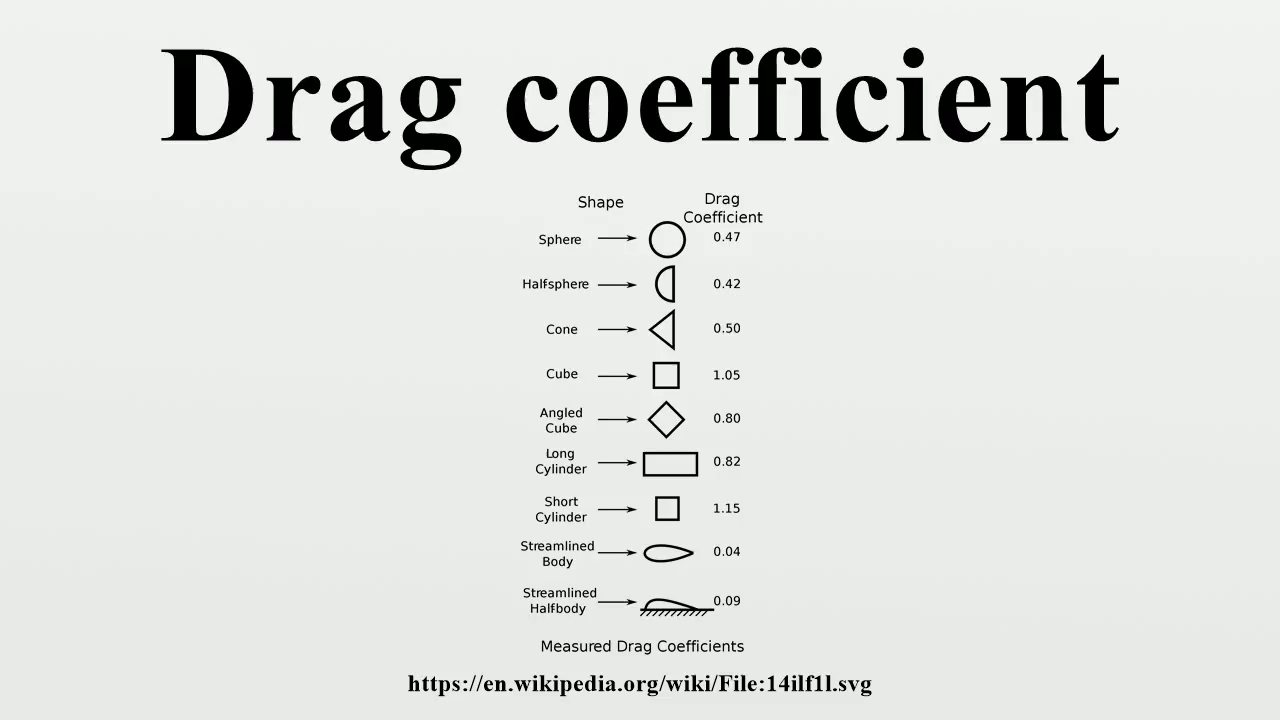 Drag coefficient
Shape
Drag
Coefficient
Sphere 0.47
Halfsphere 0.42
Cone 0.50
Cube 1.05
Angled
Cube 0.80
Long
Cylinder 0.82
Short
Cylinder 1.15
Streamlined
Body 0.04
Streamlined
Halfbody 0.09
Measured Drag Coefficients
https://en.wikipedia.org/wiki/File:14ilf1l.svg